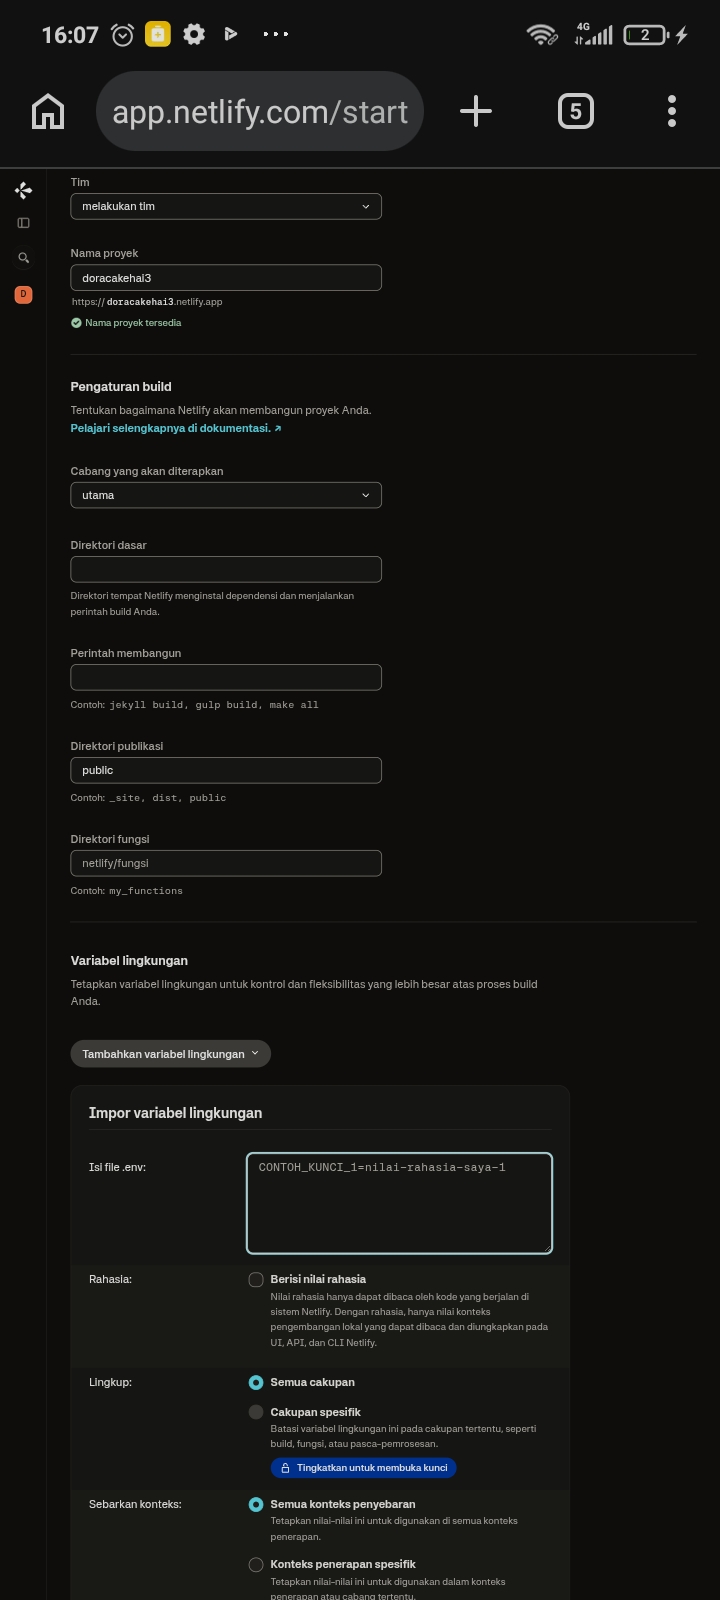 16:07
4G
2
app.netlify.com/start
5
Tim
melakukan tim
D
Nama proyek
doracakehai3
https://doracakehai3.netlify.app
Nama proyek tersedia
Pengaturan build
Tentukan bagaimana Netlify akan membangun proyek Anda.
Pelajari selengkapnya di dokumentasi. ↗
Cabang yang akan diterapkan
utama
Direktori dasar
Direktori tempat Netlify menginstal dependensi dan menjalankan
perintah build Anda.
Perintah membangun
Contoh: jekyll build, gulp build, make all
Direktori publikasi
public
Contoh: _site, dist, public
Direktori fungsi
netlify/fungsi
Contoh: my_functions
Variabel lingkungan
Tetapkan variabel lingkungan untuk kontrol dan fleksibilitas yang lebih besar atas proses build
Anda.
Tambahkan variabel lingkungan
Impor variabel lingkungan
Isi file .env:
CONTOH_KUNCI_1=nilai-rahasia-saya-1
Rahasia:
Berisi nilai rahasia
Nilai rahasia hanya dapat dibaca oleh kode yang berjalan di
sistem Netlify. Dengan rahasia, hanya nilai konteks
pengembangan lokal yang dapat dibaca dan diungkapkan pada
UI, API, dan CLI Netlify.
Lingkup:
Semua cakupan
Cakupan spesifik
Batasi variabel lingkungan ini pada cakupan tertentu, seperti
build, fungsi, atau pasca-pemrosesan.
Tingkatkan untuk membuka kunci
Sebarkan konteks:
Semua konteks penyebaran
Tetapkan nilai-nilai ini untuk digunakan di semua konteks
penerapan.
Konteks penerapan spesifik
Tetapkan nilai-nilai ini untuk digunakan dalam konteks
penerapan atau cabang tertentu.